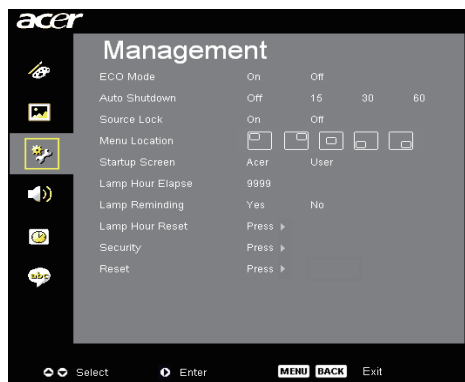 acer
Management
ECO Mode On Off
Auto Shutdown Off 15 30 60
Source Lock On Off
Menu Location
Startup Screen Acer User
Lamp Hour Elapse 9999
Lamp Reminding Yes No
Lamp Hour Reset Press
Security Press
Reset Press
abc
Select Enter MENU BACK Exit